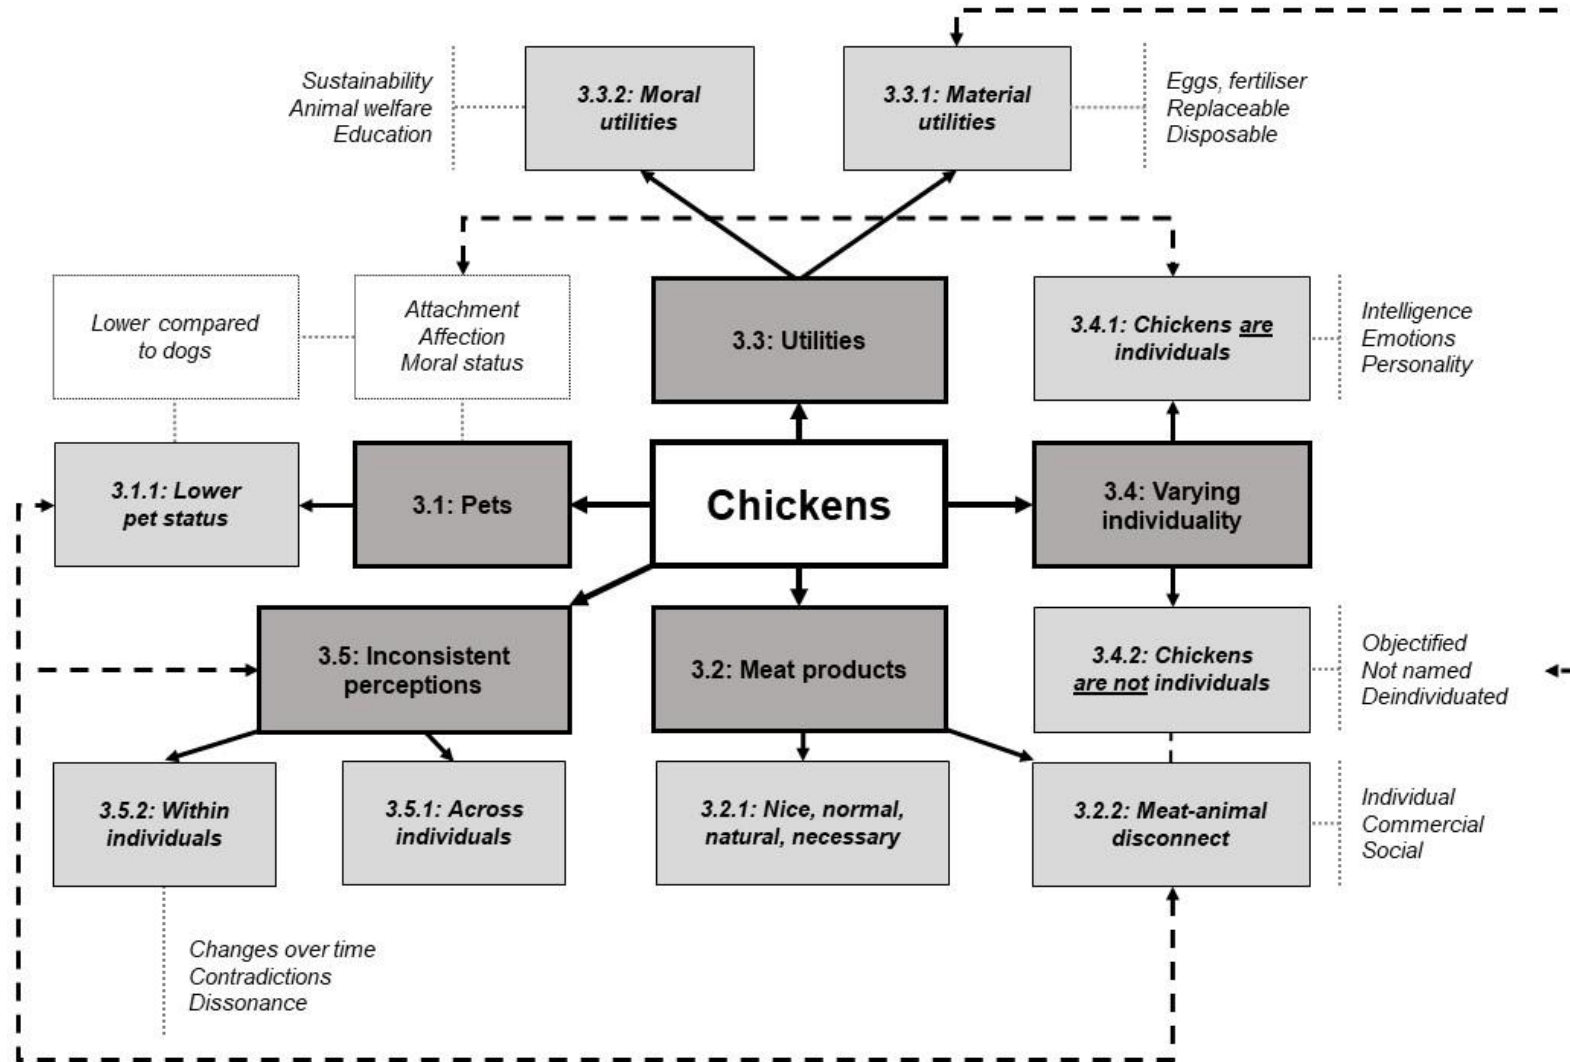 Sustainability
Animal welfare
Education
3.3.2: Moral
utilities
3.3.1: Material
utilities
Eggs, fertiliser
Replaceable
Disposable
Lower compared
to dogs
Attachment
Affection
Moral status
3.3: Utilities
3.4.1: Chickens are
individuals
Intelligence
Emotions
Personality
3.1.1: Lower
pet status
3.1: Pets
Chickens
3.4: Varying
individuality
3.5: Inconsistent
perceptions
3.2: Meat products
3.4.2: Chickens
are not individuals
Objectified
Not named
Deindividuated
3.5.2: Within
individuals
3.5.1: Across
individuals
3.2.1: Nice, normal,
natural, necessary
3.2.2: Meat-animal
disconnect
Individual
Commercial
Social
Changes over time
Contradictions
Dissonance